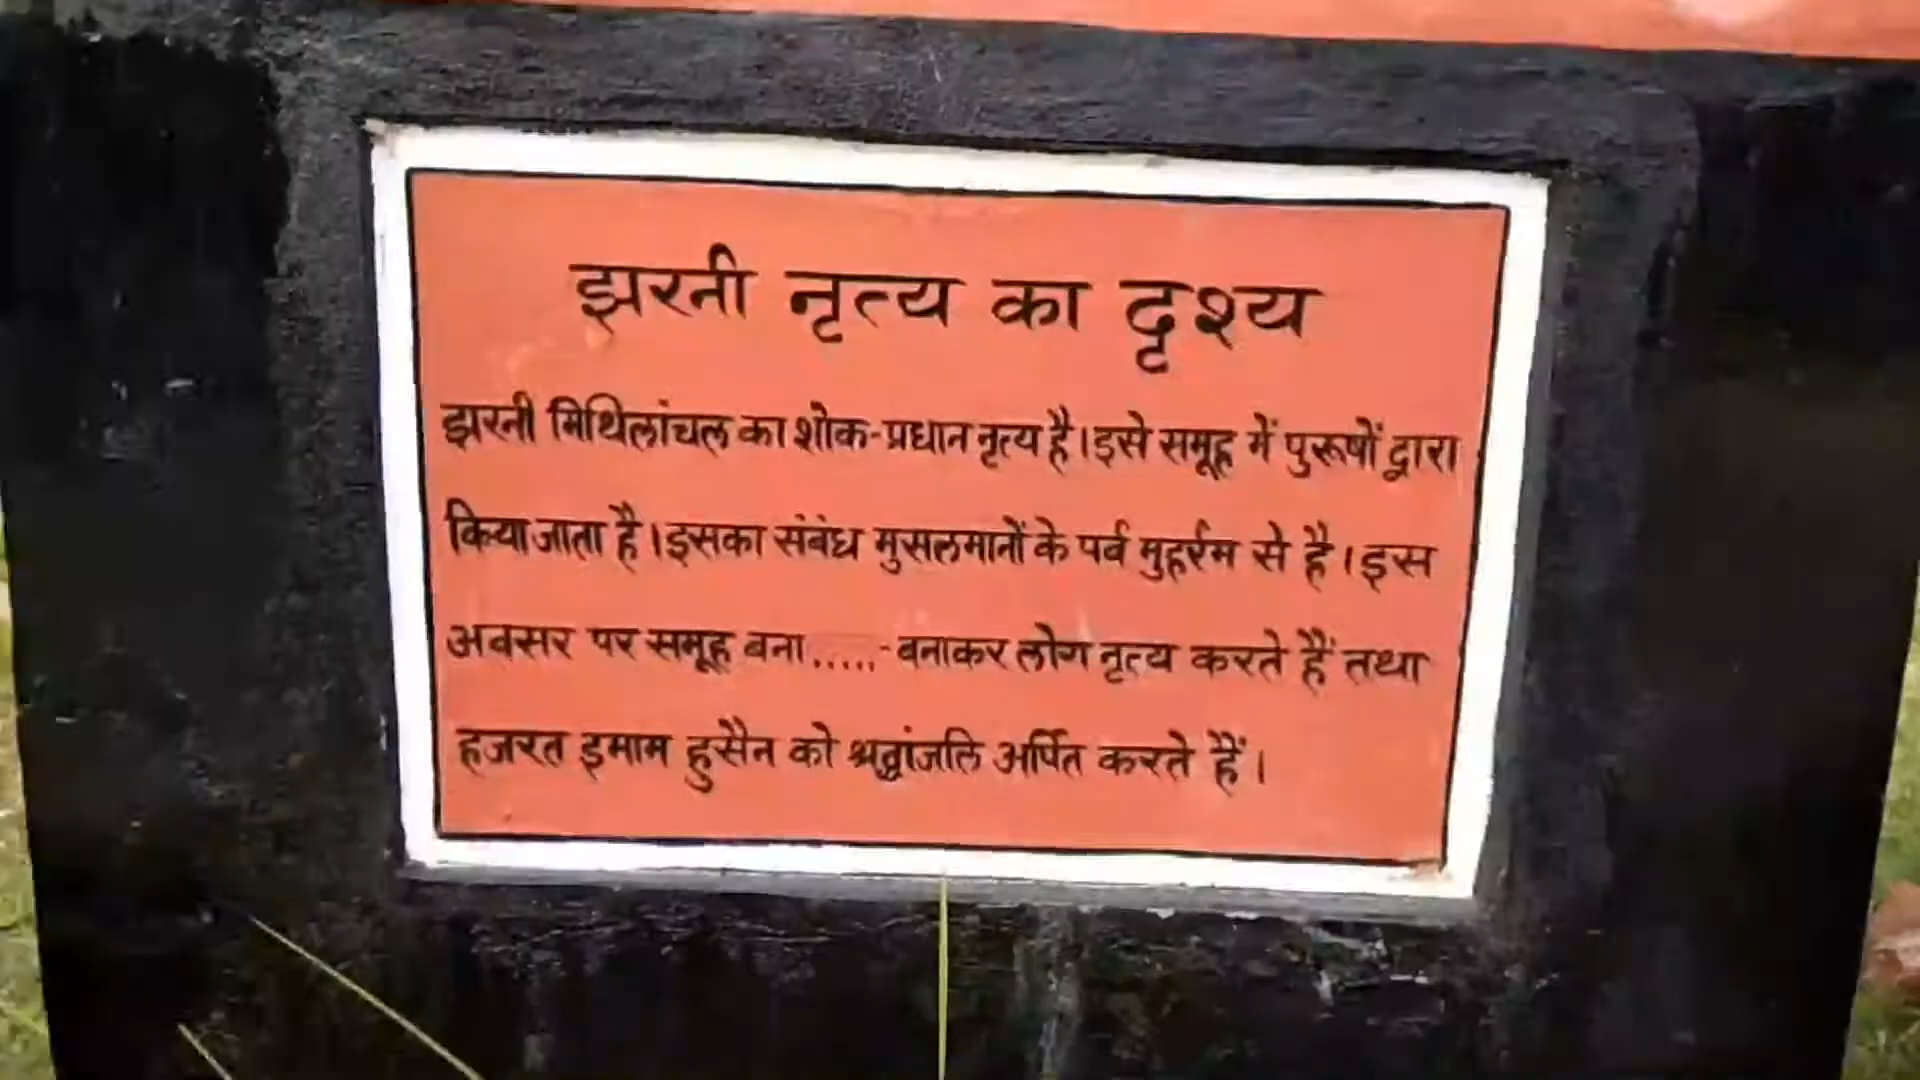 झरनी नृत्य का दृश्य
झरनी मिथिलांचल का शोक-प्रधान नृत्य है। इसे समूह में पुरूषों द्वारा
किया जाता है। इसका संबंध मुसलमानों के पर्व मुहर्रम से है। इस
अवसर पर समूह बना.....-बनाकर लोग नृत्य करते हैं तथा
हजरत इमाम हुसैन को श्रद्धांजलि अर्पित करते हैं।